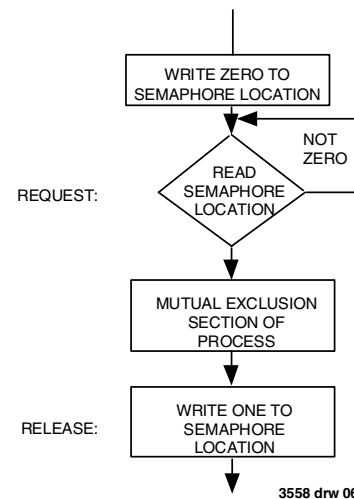 WRITE ZERO TO
SEMAPHORE LOCATION
NOT
ZERO
READ
SEMAPHORE
LOCATION
REQUEST:
MUTUAL EXCLUSION
SECTION OF
PROCESS
WRITE ONE TO
SEMAPHORE
LOCATION
RELEASE:
3558 drw 06